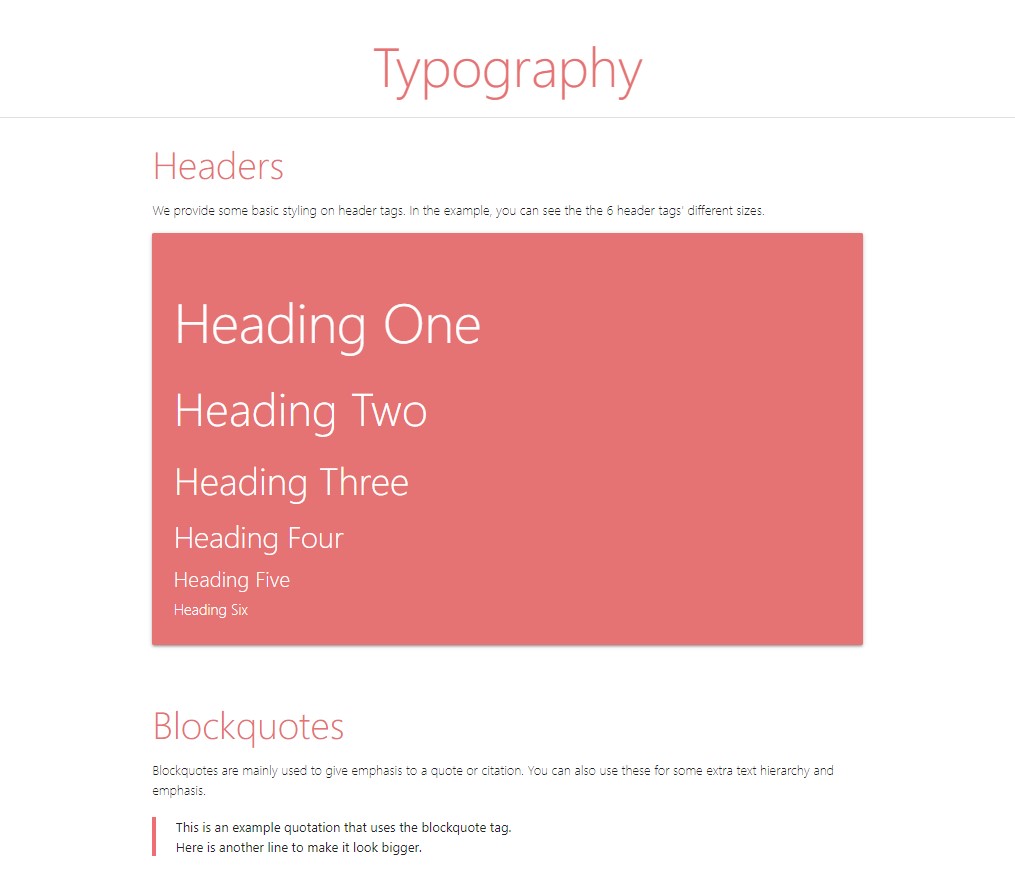 Typography
Headers
We provide some basic styling on header tags. In the example, you can see the the 6 header tags' different sizes.
Heading One
Heading Two
Heading Three
Heading Four
Heading Five
Heading Six
Blockquotes
Blockquotes are mainly used to give emphasis to a quote or citation. You can also use these for some extra text hierarchy and
emphasis.
This is an example quotation that uses the blockquote tag.
Here is another line to make it look bigger.